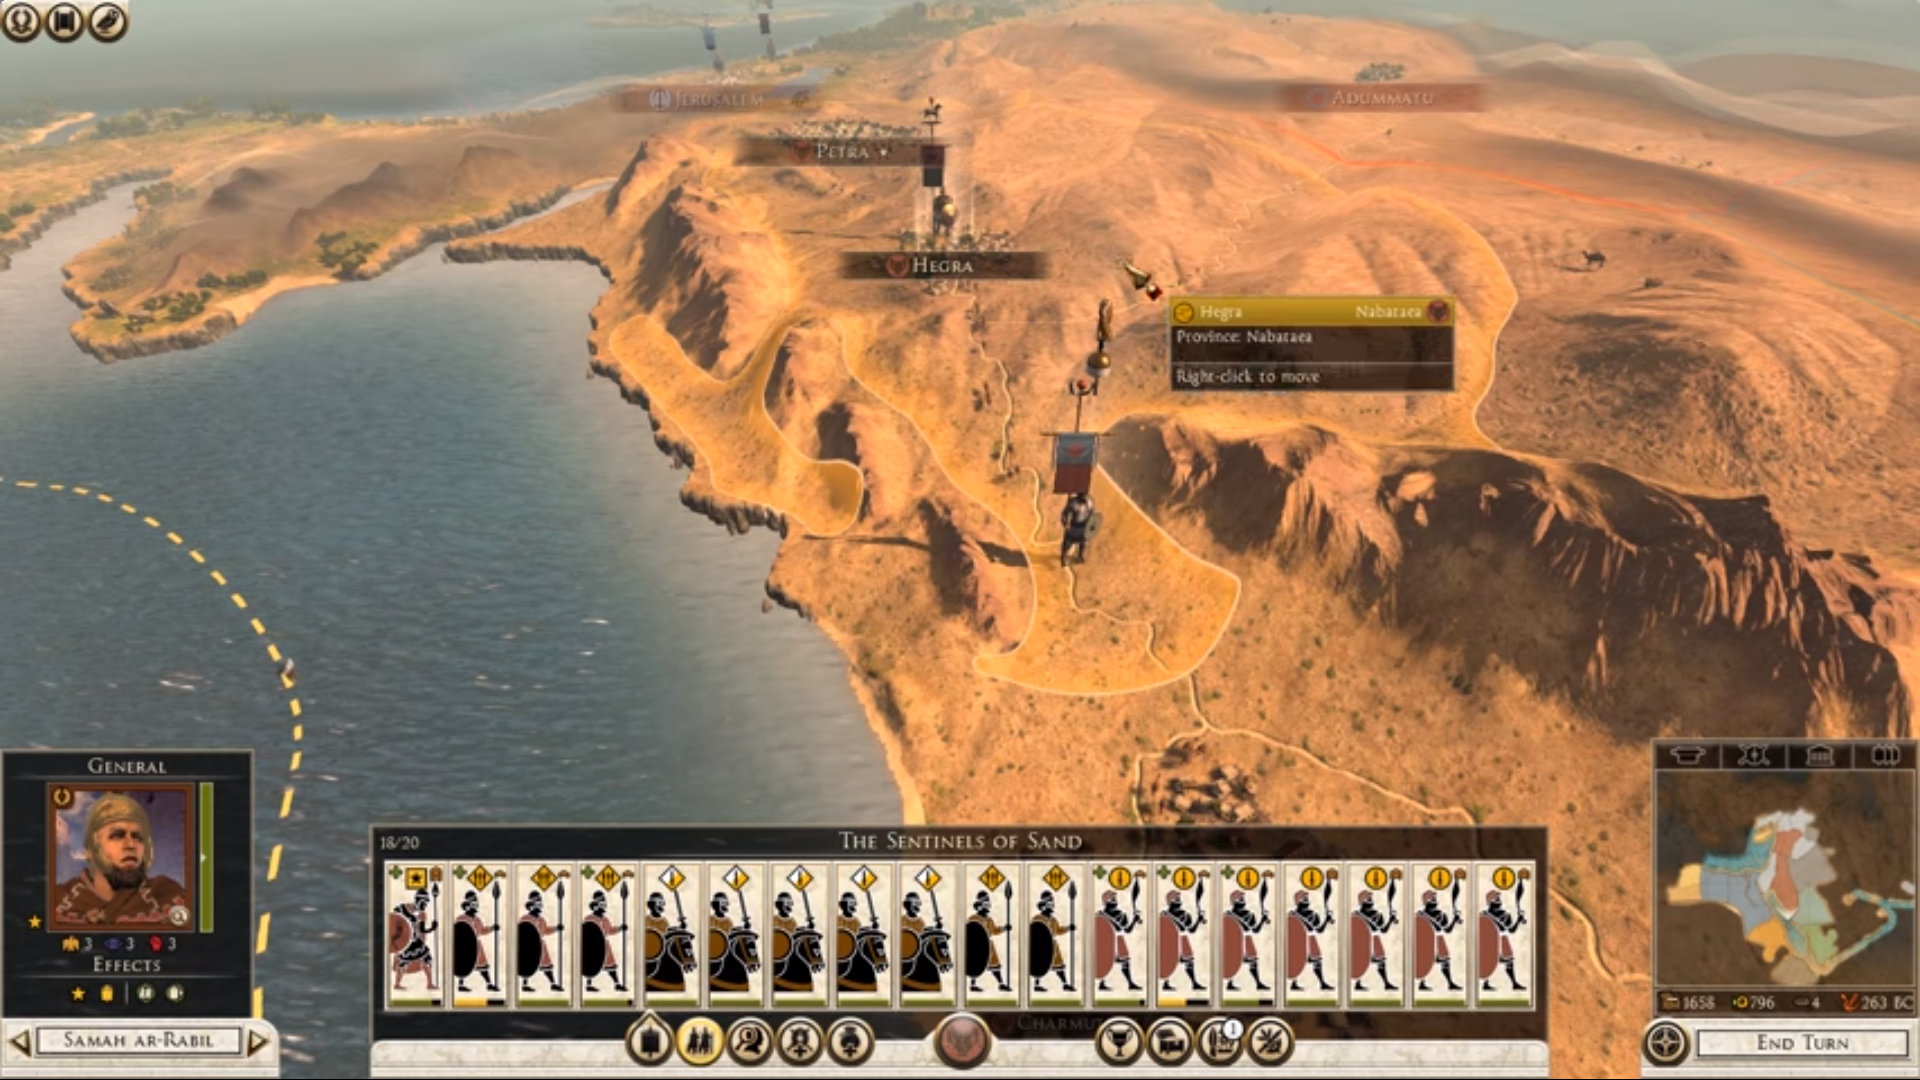 JERUSALEM
ADUMMATU
PETRA
HEGRA
Hegra Nabataea
Province: Nabataea
Right-click to move
GENERAL
3 3 3
EFFECTS
SAMAH AR-RABIL
18/20
THE SENTINELS OF SAND
1
1658 796 4 263 BC
END TURN